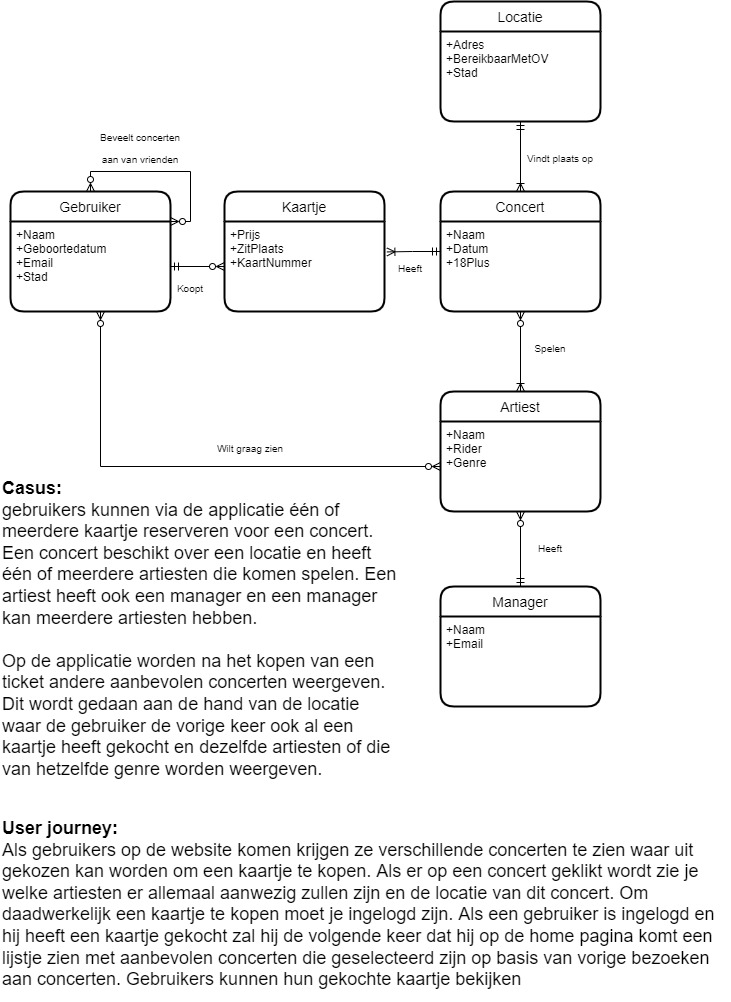 Locatie
+Adres
+BereikbaarMetOV
+Stad
Beveelt concerten
aan van vrienden
Vindt plaats op
Gebruiker
+Naam
+Geboortedatum
+Email
+Stad
Koopt
Kaartje
+Prijs
+ZitPlaats
+KaartNummer
Heeft
Concert
+Naam
+Datum
+18Plus
Spelen
Artiest
+Naam
+Rider
+Genre
Wilt graag zien
Heeft
Manager
+Naam
+Email
Casus:
gebruikers kunnen via de applicatie één of
meerdere kaartje reserveren voor een concert.
Een concert beschikt over een locatie en heeft
één of meerdere artiesten die komen spelen. Een
artiest heeft ook een manager en een manager
kan meerdere artiesten hebben.
Op de applicatie worden na het kopen van een
ticket andere aanbevolen concerten weergeven.
Dit wordt gedaan aan de hand van de locatie
waar de gebruiker de vorige keer ook al een
kaartje heeft gekocht en dezelfde artiesten of die
van hetzelfde genre worden weergeven.
User journey:
Als gebruikers op de website komen krijgen ze verschillende concerten te zien waar uit
gekozen kan worden om een kaartje te kopen. Als er op een concert geklikt wordt zie je
welke artiesten er allemaal aanwezig zullen zijn en de locatie van dit concert. Om
daadwerkelijk een kaartje te kopen moet je ingelogd zijn. Als een gebruiker is ingelogd en
hij heeft een kaartje gekocht zal hij de volgende keer dat hij op de home pagina komt een
lijstje zien met aanbevolen concerten die geselecteerd zijn op basis van vorige bezoeken
aan concerten. Gebruikers kunnen hun gekochte kaartje bekijken